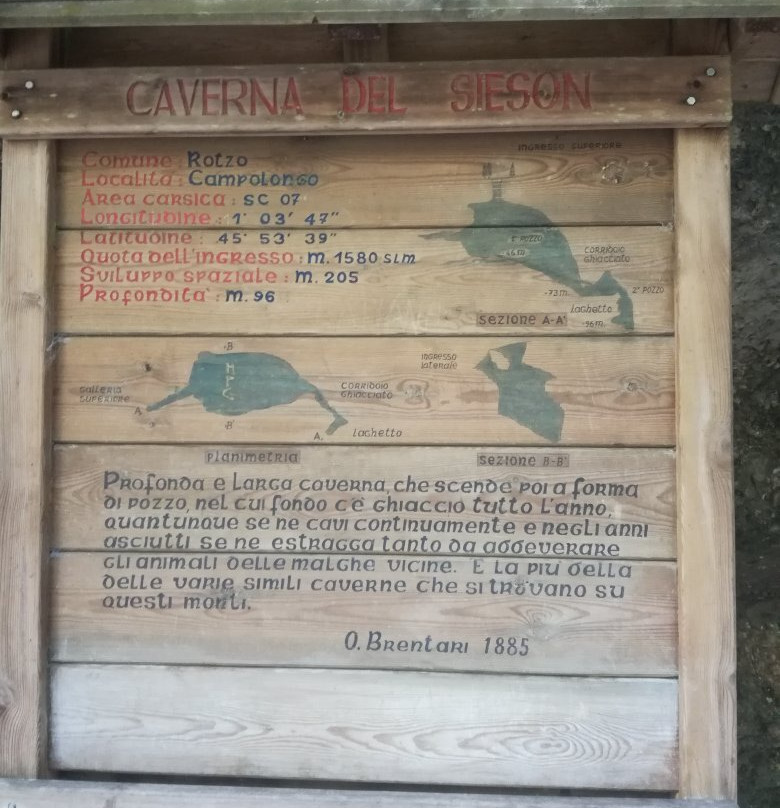 CAVERNA DEL SIESON
Comune : Rotzo
Località : Campolongo
Area carsica : SC 07
Longitudine : 1° 03' 47"
Latitudine : 45° 53' 39"
Quota dell'ingresso : m. 1580 slm
Sviluppo spaziale : m. 205
Profondità : m. 96
INGRESSO SUPERIORE
1° POZZO
-46m
CORRIDOIO
Ghiacciato
-73m.
2° POZZO
lachetto
-96m.
Sezione A-A'
B
galleria
superiore
A
B'
CORRIDOIO
Ghiacciato
A.
lachetto
planimetria
ingresso
laterale
Sezione B-B'
Profonda e larga caverna, che scende poi a forma
di pozzo, nel cui fondo c'è ghiaccio tutto l'anno,
quantunque se ne cavi continuamente e negli anni
asciutti se ne estragga tanto da abbeverare
gli animali delle malghe vicine. È la più bella
delle varie simili caverne che si trovano su
questi monti.
O. Brentari 1885